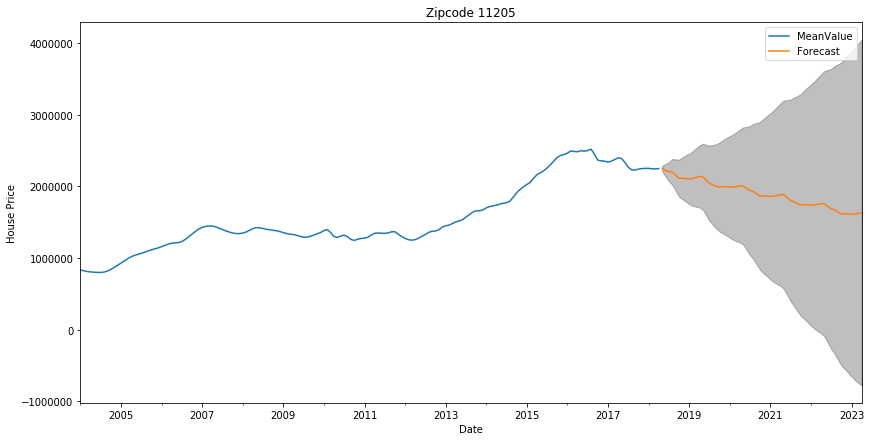 Zipcode 11205
MeanValue
Forecast
4000000
3000000
2000000
1000000
0
−1000000
House Price
2005 2007 2009 2011 2013 2015 2017 2019 2021 2023
Date